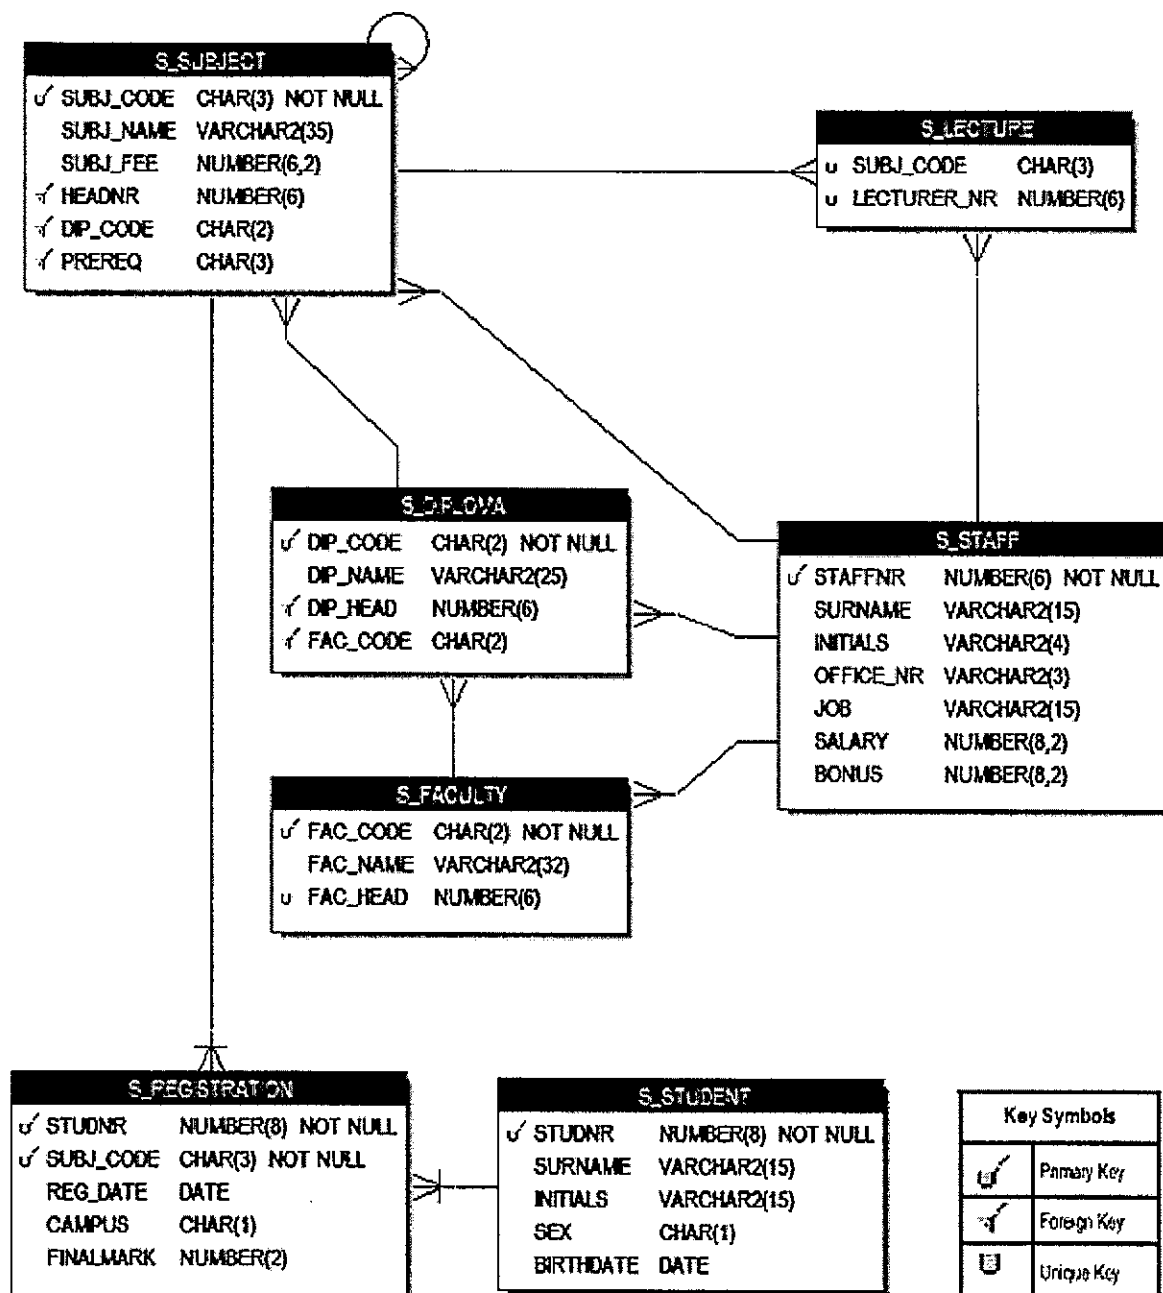 S_SUBJECT
SUBJ_CODE CHAR(3) NOT NULL
SUBJ_NAME VARCHAR2(35)
SUBJ_FEE NUMBER(6,2)
HEADNR NUMBER(6)
DIP_CODE CHAR(2)
PREREQ CHAR(3)
S_LECTURE
u SUBJ_CODE CHAR(3)
u LECTURER_NR NUMBER(6)
S_DIPLOMA
DIP_CODE CHAR(2) NOT NULL
DIP_NAME VARCHAR2(25)
DIP_HEAD NUMBER(6)
FAC_CODE CHAR(2)
S_STAFF
STAFFNR NUMBER(6) NOT NULL
SURNAME VARCHAR2(15)
INITIALS VARCHAR2(4)
OFFICE_NR VARCHAR2(3)
JOB VARCHAR2(15)
SALARY NUMBER(8,2)
BONUS NUMBER(8,2)
S_FACULTY
FAC_CODE CHAR(2) NOT NULL
FAC_NAME VARCHAR2(32)
u FAC_HEAD NUMBER(6)
S_REGISTRATION
STUDNR NUMBER(8) NOT NULL
SUBJ_CODE CHAR(3) NOT NULL
REG_DATE DATE
CAMPUS CHAR(1)
FINALMARK NUMBER(2)
S_STUDENT
STUDNR NUMBER(8) NOT NULL
SURNAME VARCHAR2(15)
INITIALS VARCHAR2(15)
SEX CHAR(1)
BIRTHDATE DATE
Key Symbols
Primary Key
Foreign Key
Unique Key